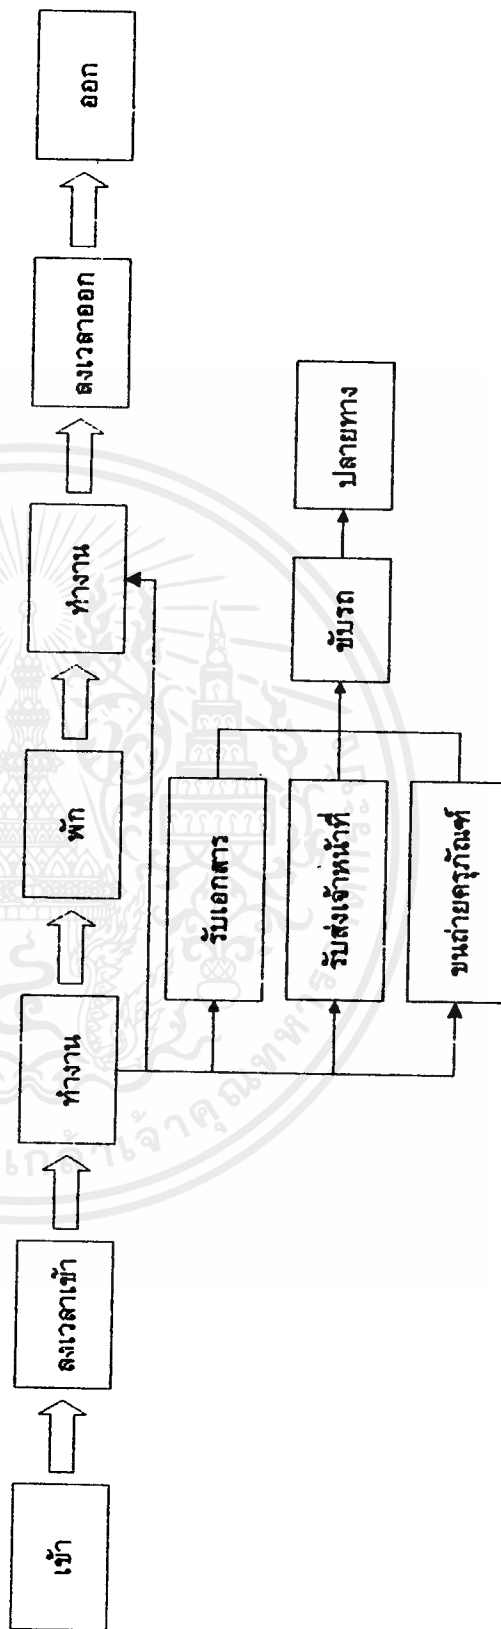 เข้า
ลงเวลาเข้า
ทำงาน
พัก
ทำงาน
ลงเวลาออก
ออก
รับเอกสาร
รับส่งเจ้าหน้าที่
ขนถ่ายครุภัณฑ์
ขับรถ
ปลายทาง